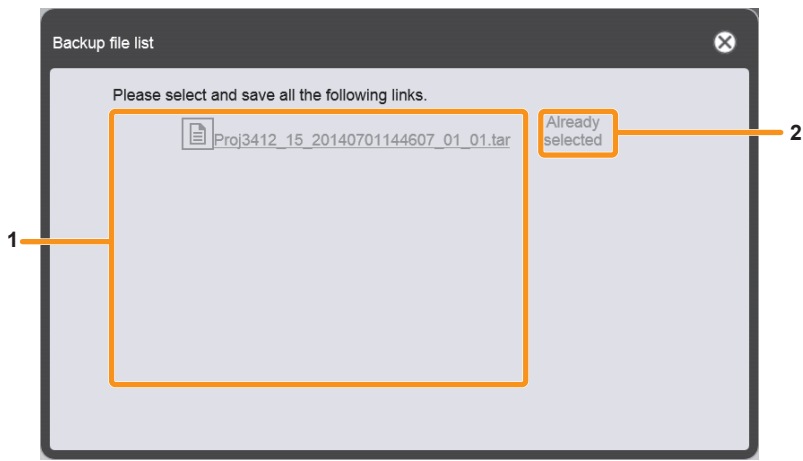 Backup file list
Please select and save all the following links.
Proj3412_15_20140701144607_01_01.tar
Already
selected
2
1